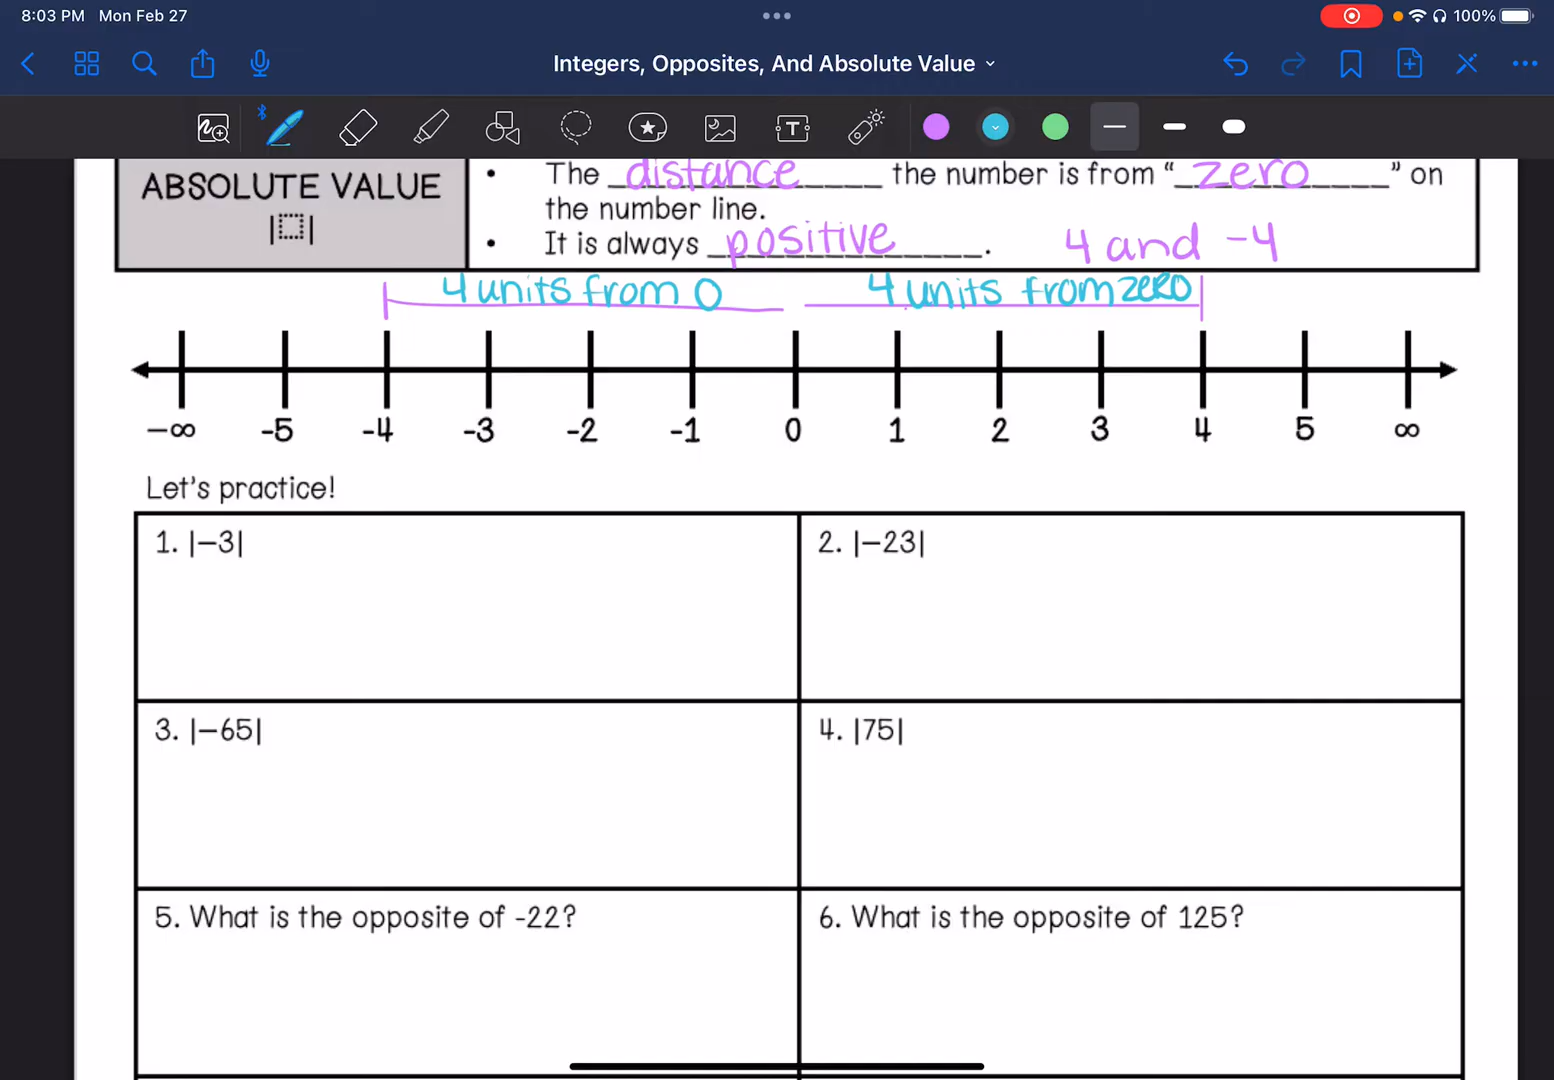 8:03 PM Mon Feb 27
100%
Integers, Opposites, And Absolute Value
ABSOLUTE VALUE
|⬚|
• The distance the number is from “zero” on
the number line.
• It is always positive. 4 and -4
4 units from 0 4 units from zero
−∞ -5 -4 -3 -2 -1 0 1 2 3 4 5 ∞
Let's practice!
1. |−3| 2. |−23|
3. |−65| 4. |75|
5. What is the opposite of -22? 6. What is the opposite of 125?